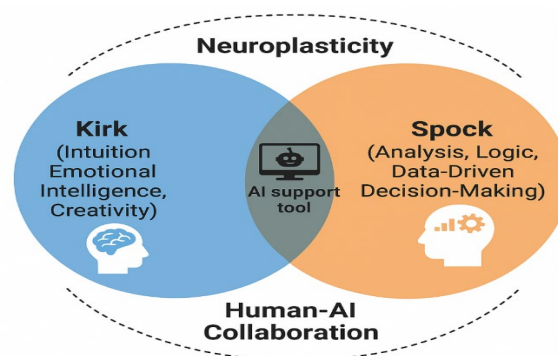 Neuroplasticity
Kirk
(Intuition
Emotional
Intelligence,
Creativity)
AI support
tool
Spock
(Analysis, Logic,
Data-Driven
Decision-Making)
Human-AI
Collaboration